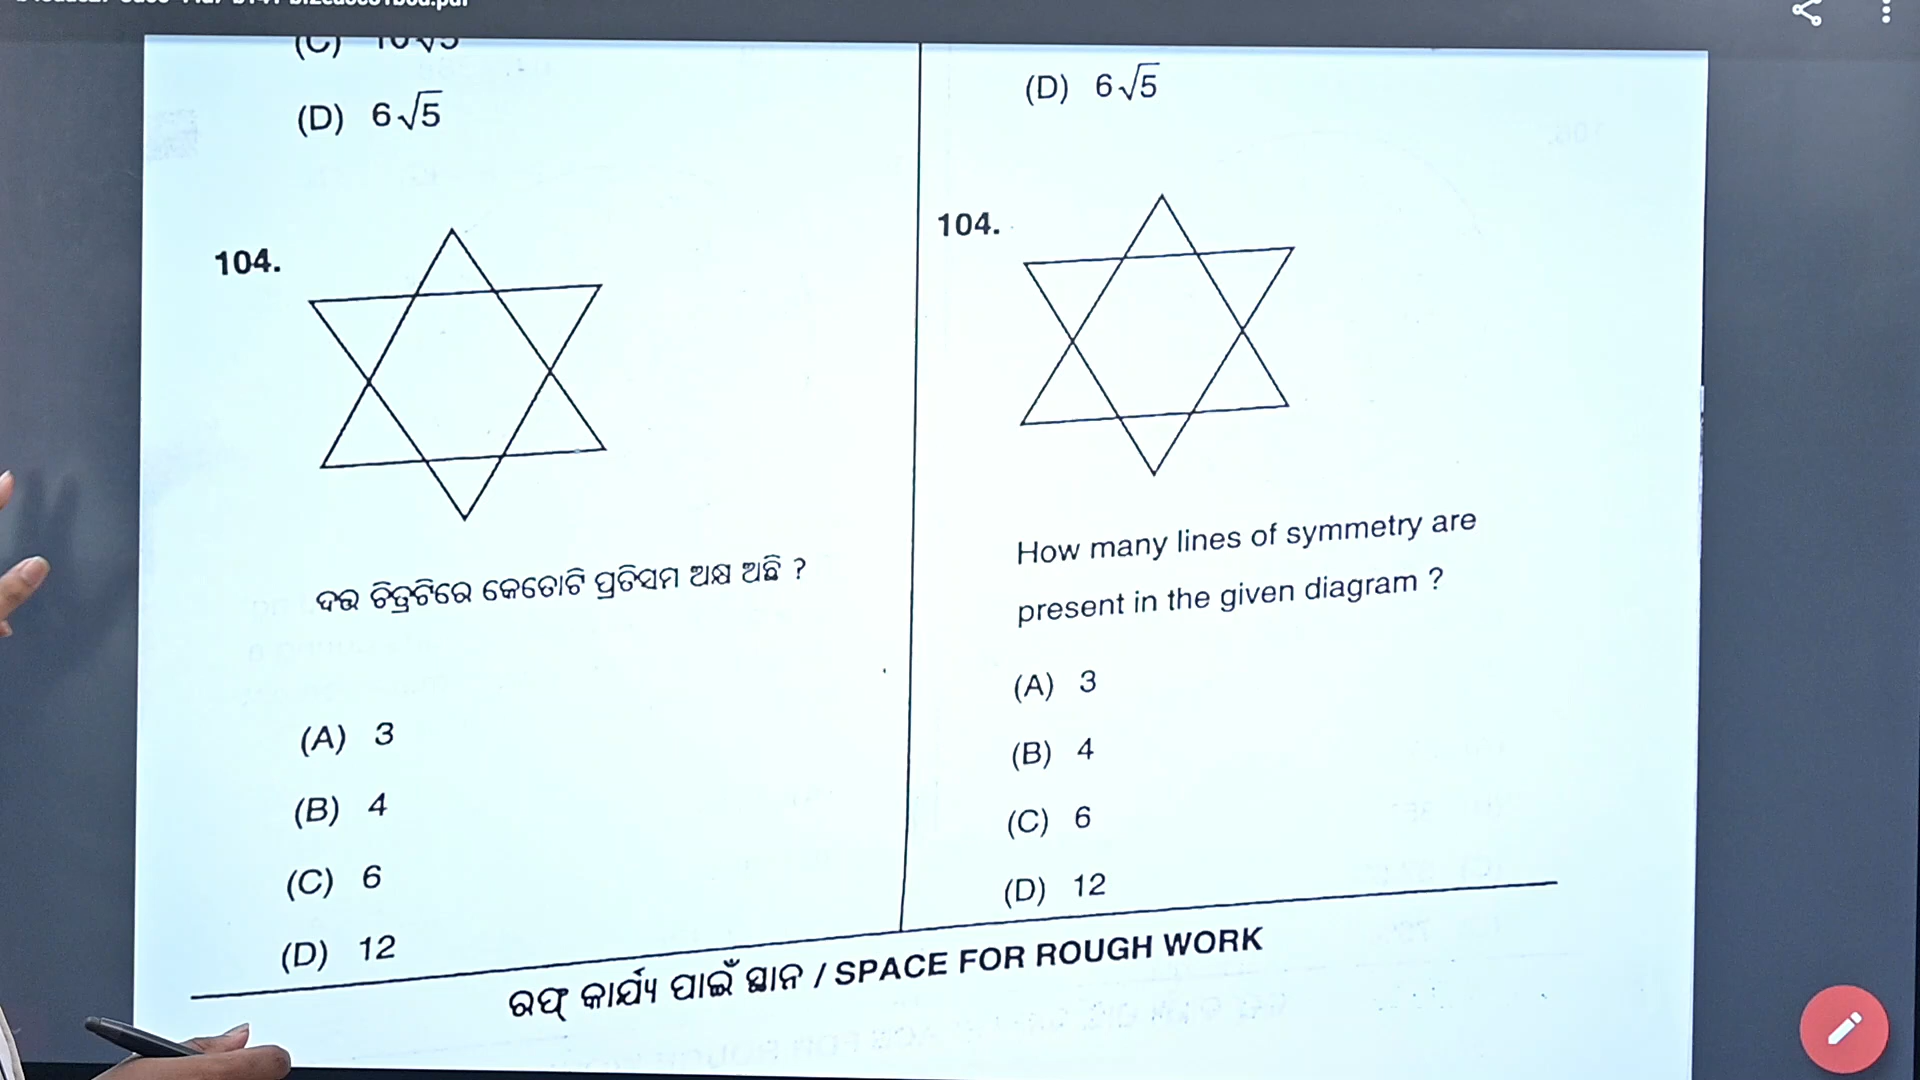 (D) 6√5
104.
ଦତ୍ତ ଚିତ୍ରଟିରେ କେତୋଟି ପ୍ରତିସମ ଅକ୍ଷ ଅଛି ?
(A) 3
(B) 4
(C) 6
(D) 12
(D) 6√5
104.
How many lines of symmetry are
present in the given diagram ?
(A) 3
(B) 4
(C) 6
(D) 12
ରଫ୍ କାର୍ଯ୍ୟ ପାଇଁ ସ୍ଥାନ / SPACE FOR ROUGH WORK